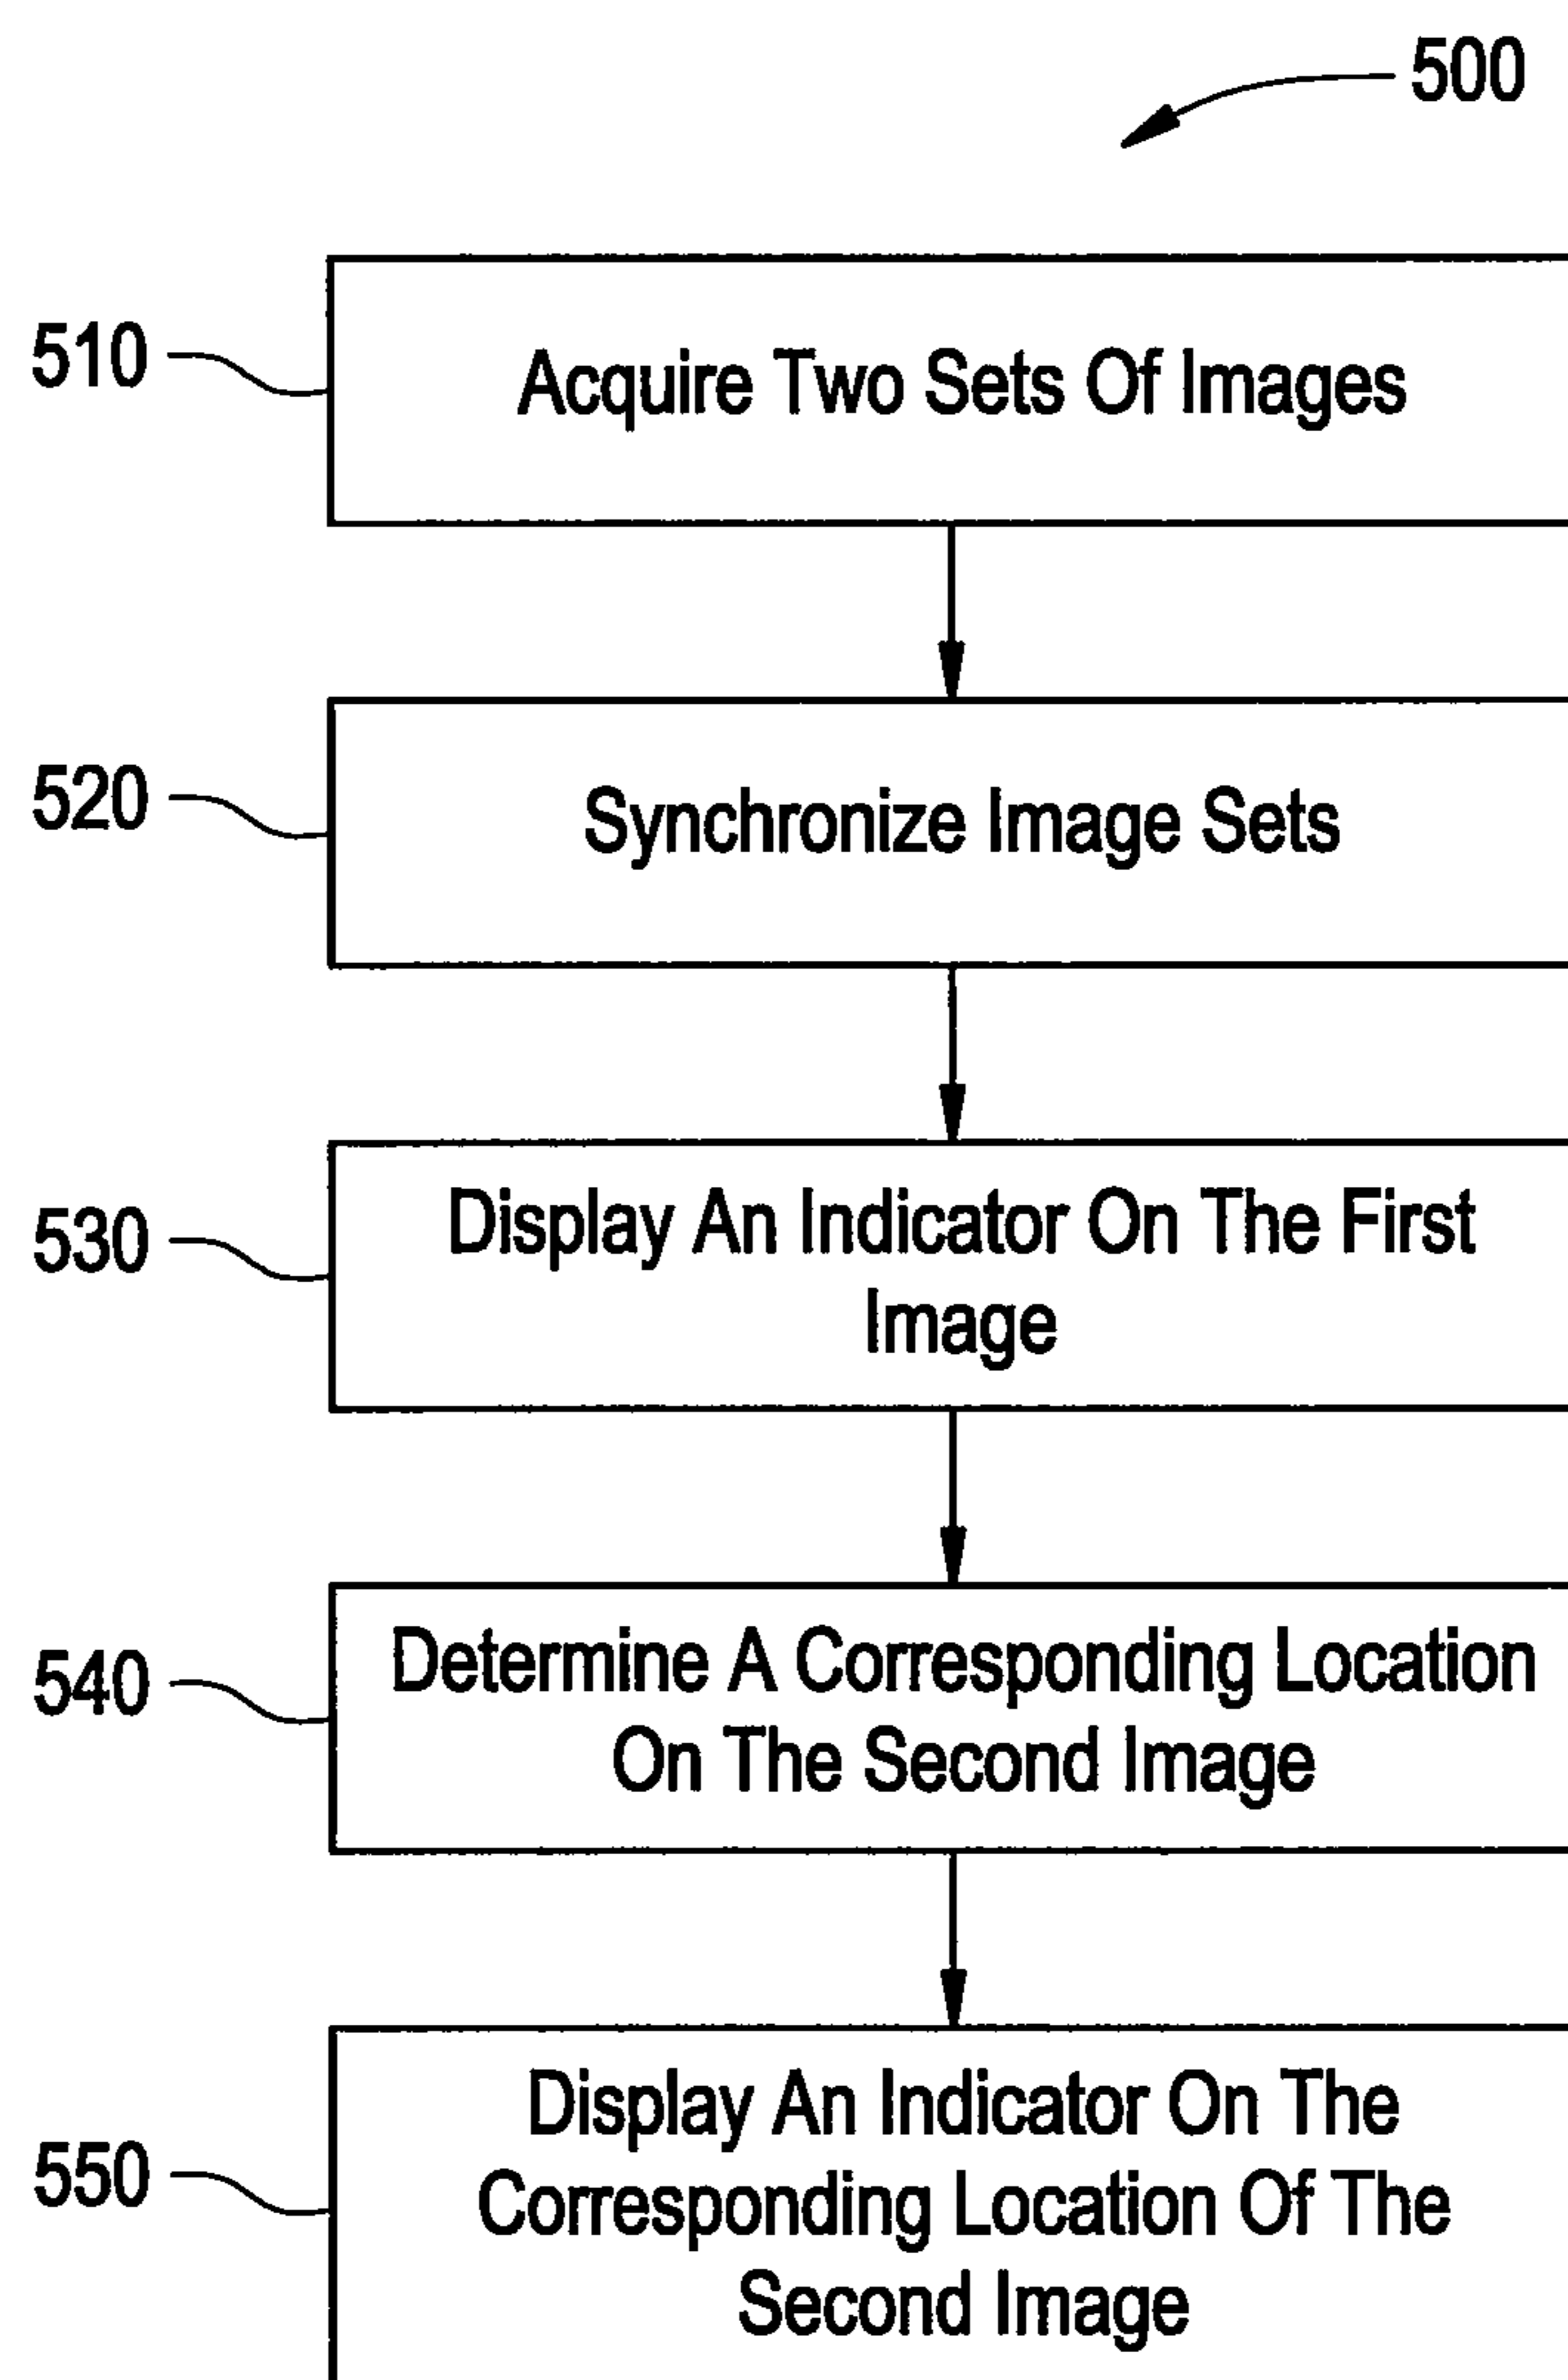 500
510
Acquire Two Sets Of Images
520
Synchronize Image Sets
530
Display An Indicator On The First
Image
540
Determine A Corresponding Location
On The Second Image
550
Display An Indicator On The
Corresponding Location Of The
Second Image